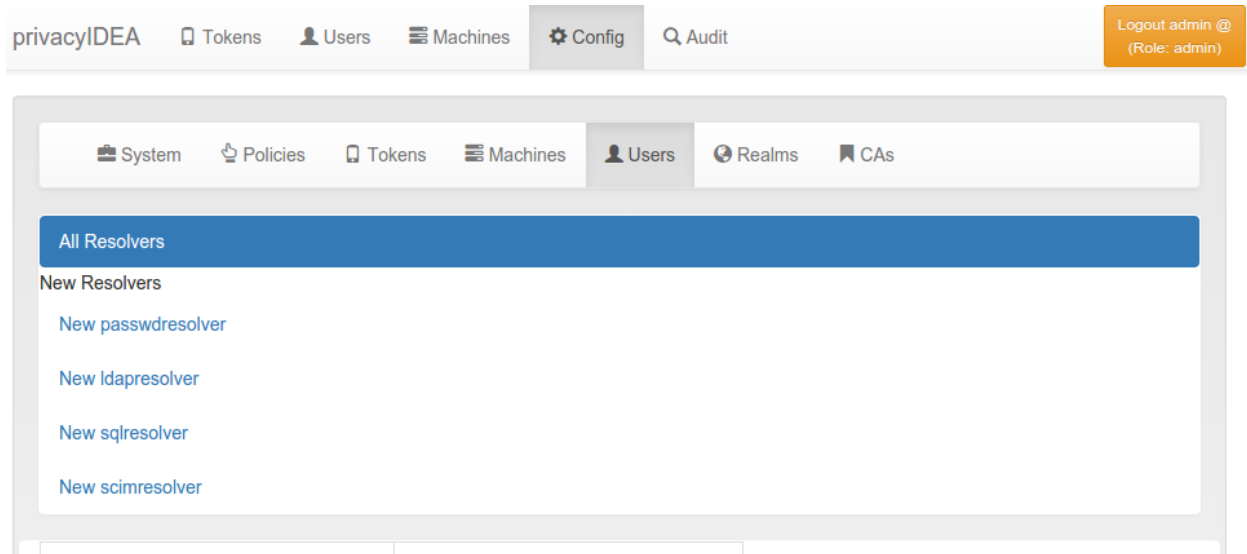 privacyIDEA Tokens Users Machines Config Audit Logout admin @
(Role: admin)
System Policies Tokens Machines Users Realms CAs
All Resolvers
New Resolvers
New passwdresolver
New ldapresolver
New sqlresolver
New scimresolver